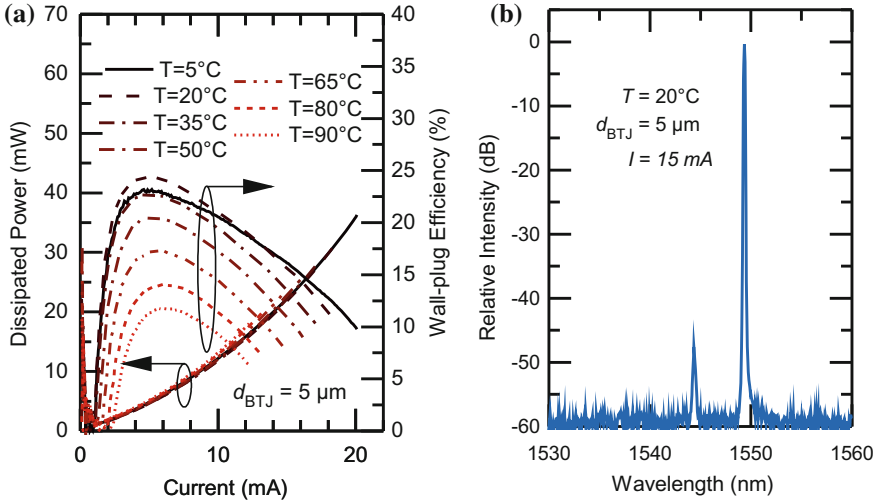 (a)
70
60
50
40
30
20
10
0
Dissipated Power (mW)
40
35
30
25
20
15
10
5
0
Wall-plug Efficiency (%)
T=5°C
T=20°C
T=35°C
T=50°C
T=65°C
T=80°C
T=90°C
dBTJ = 5 µm
0
10
20
Current (mA)
(b)
0
-10
-20
-30
-40
-50
-60
Relative Intensity (dB)
T = 20°C
dBTJ = 5 µm
I = 15 mA
1530
1540
1550
1560
Wavelength (nm)